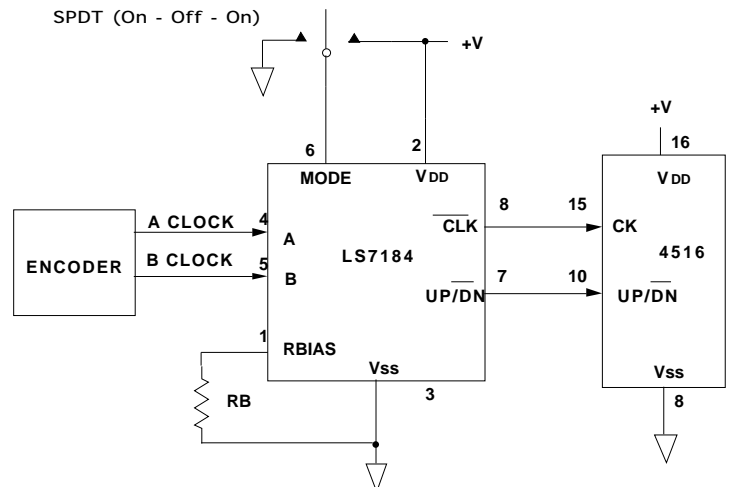 SPDT (On - Off - On)
+V
+V
6
2
16
MODE
VDD
VDD
A CLOCK
4
8
15
CLK
CK
A
ENCODER
B CLOCK
5
LS7184
4516
B
7
10
UP/DN
UP/DN
1
RBIAS
Vss
Vss
RB
3
8